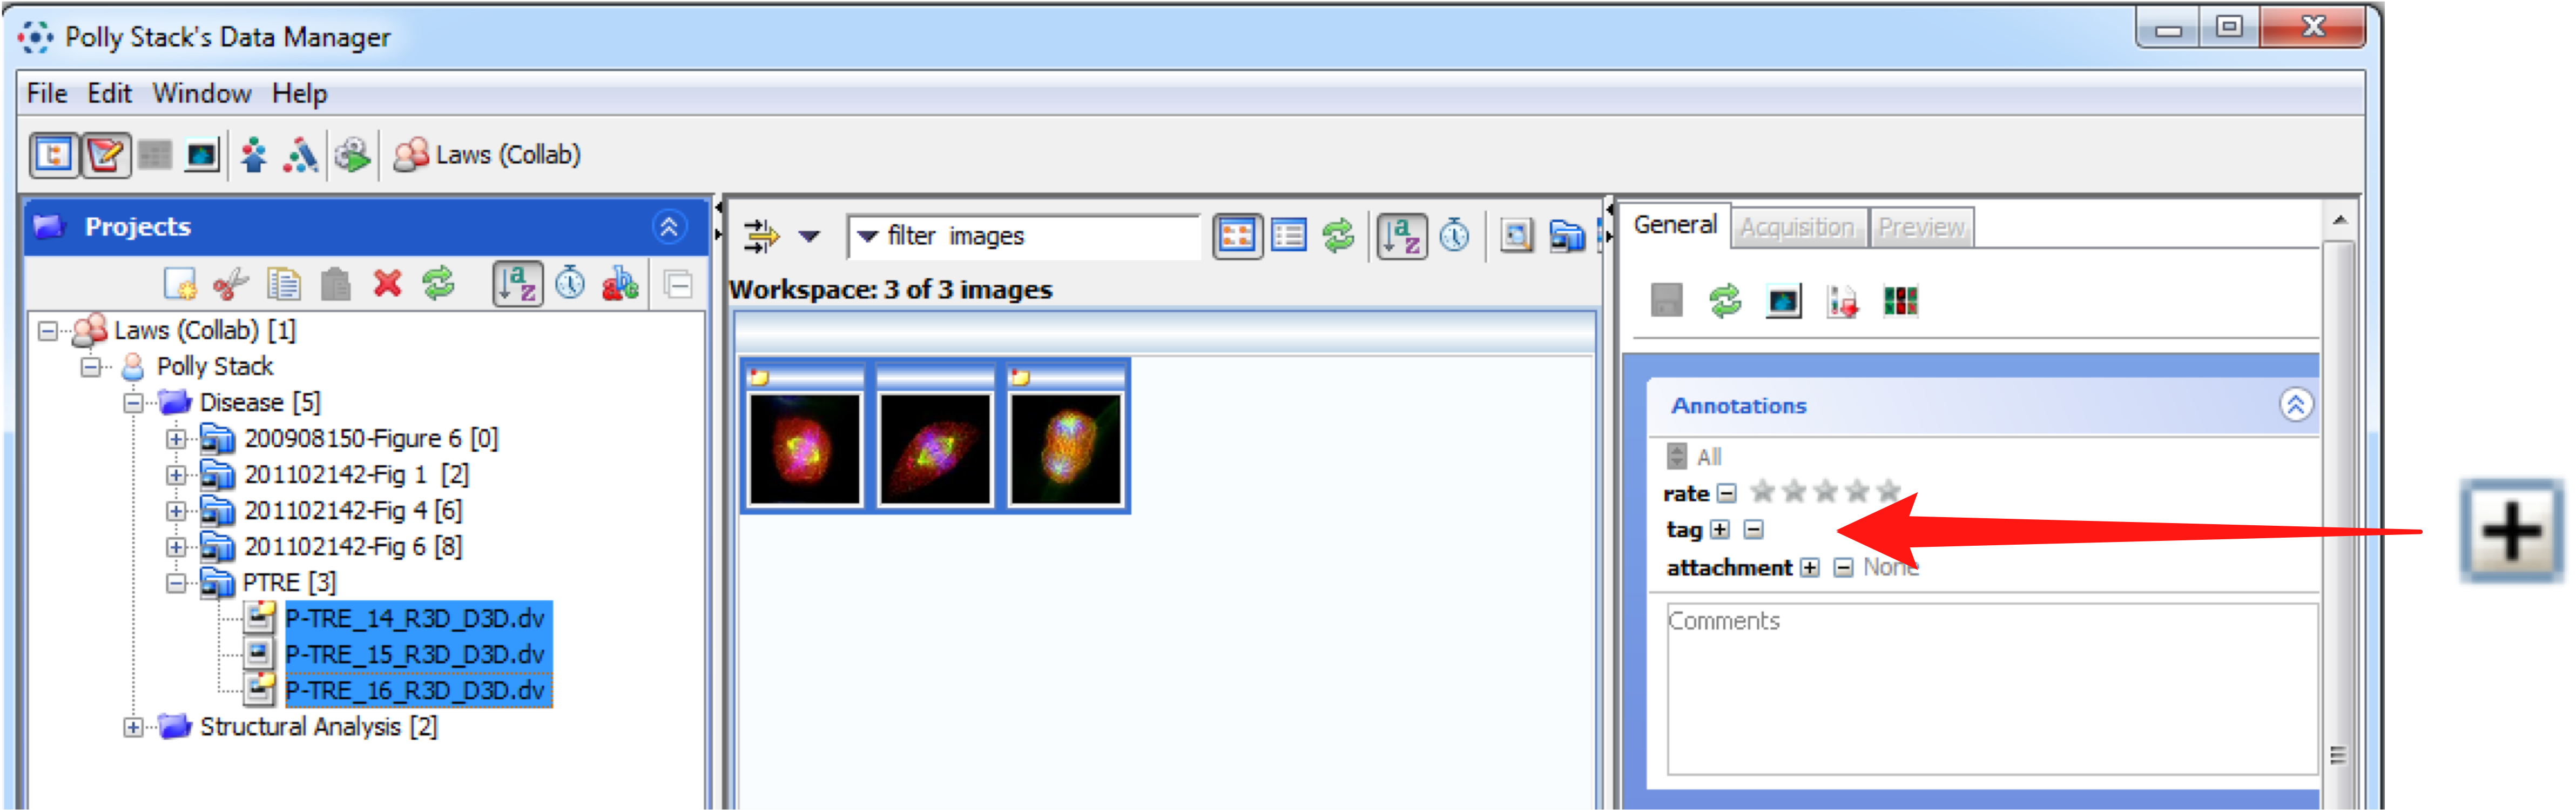 Polly Stack's Data Manager
File Edit Window Help
Laws (Collab)
Projects
Laws (Collab) [1]
Polly Stack
Disease [5]
200908150-Figure 6 [0]
201102142-Fig 1 [2]
201102142-Fig 4 [6]
201102142-Fig 6 [8]
PTRE [3]
P-TRE_14_R3D_D3D.dv
P-TRE_15_R3D_D3D.dv
P-TRE_16_R3D_D3D.dv
Structural Analysis [2]
filter images
Workspace: 3 of 3 images
General Acquisition Preview
Annotations
All
rate
tag
attachment None
Comments